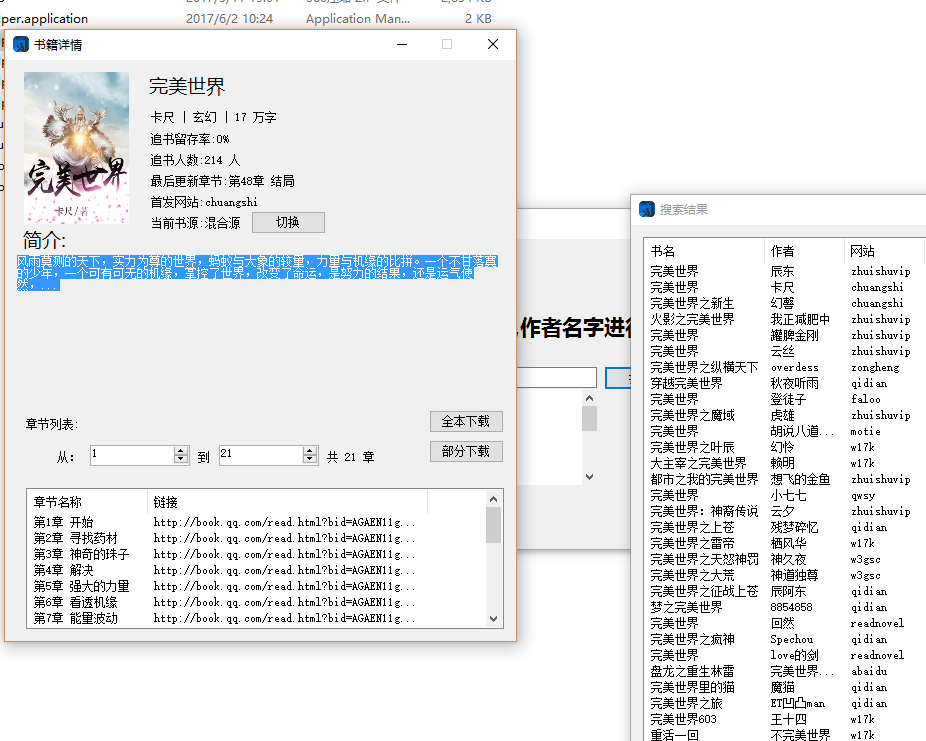 per.application
2017/6/2 10:24
Application Man...
2 KB
书籍详情
完美世界
卡尺/著
完美世界
卡尺 | 玄幻 | 17 万字
追书留存率:0%
追书人数:214 人
最后更新章节:第48章 结局
首发网站:chuangshi
当前书源:混合源
切换
简介:
风雨莫测的天下，实力为尊的世界，蚂蚁与大象的较量，力量与机缘的比拼。一个不甘落寞
的少年，一个可有可无的机缘，掌控了世界，改变了命运，是努力的结果，还是运气使
然，...
章节列表:
全本下载
从: 1 到 21 共 21 章
部分下载
章节名称 链接
第1章 开始 http://book.qq.com/read.html?bid=AGAEN11g...
第2章 寻找药材 http://book.qq.com/read.html?bid=AGAEN11g...
第3章 神奇的珠子 http://book.qq.com/read.html?bid=AGAEN11g...
第4章 解决 http://book.qq.com/read.html?bid=AGAEN11g...
第5章 强大的力量 http://book.qq.com/read.html?bid=AGAEN11g...
第6章 看透机缘 http://book.qq.com/read.html?bid=AGAEN11g...
第7章 能量波动 http://book.qq.com/read.html?bid=AGAEN11g...
作者名字进行
搜索结果
书名 作者 网站
完美世界 辰东 zhuishuvip
完美世界 卡尺 chuangshi
完美世界之新生 幻馨 chuangshi
火影之完美世界 我正减肥中 zhuishuvip
完美世界 罐脾金刚 zhuishuvip
完美世界 云丝 zhuishuvip
完美世界之纵横天下 overdess zongheng
穿越完美世界 秋夜听雨 qidian
完美世界 登徒子 faloo
完美世界之魔域 虎雄 zhuishuvip
完美世界 胡说八道... motie
完美世界之叶辰 幻怜 w17k
大主宰之完美世界 赖明 w17k
都市之我的完美世界 想飞的金鱼 zhuishuvip
完美世界 小七七 qwsy
完美世界：神裔传说 云夕 zhuishuvip
完美世界之上苍 残梦碎忆 qidian
完美世界之雷帝 栖风华 w17k
完美世界之天怒神罚 神久夜 w3gsc
完美世界之大荒 神道独尊 w3gsc
完美世界之征战上苍 辰阿东 qidian
梦之完美世界 8854858 qidian
完美世界 回然 readnovel
完美世界之疯神 Spechou qidian
完美世界 love的剑 readnovel
盘龙之重生林雷 完美世界... abaidu
完美世界里的猫 魔猫 qidian
完美世界之旅 ET凹凸man qidian
完美世界603 王十四 w17k
重活一回 不完美世界 w17k